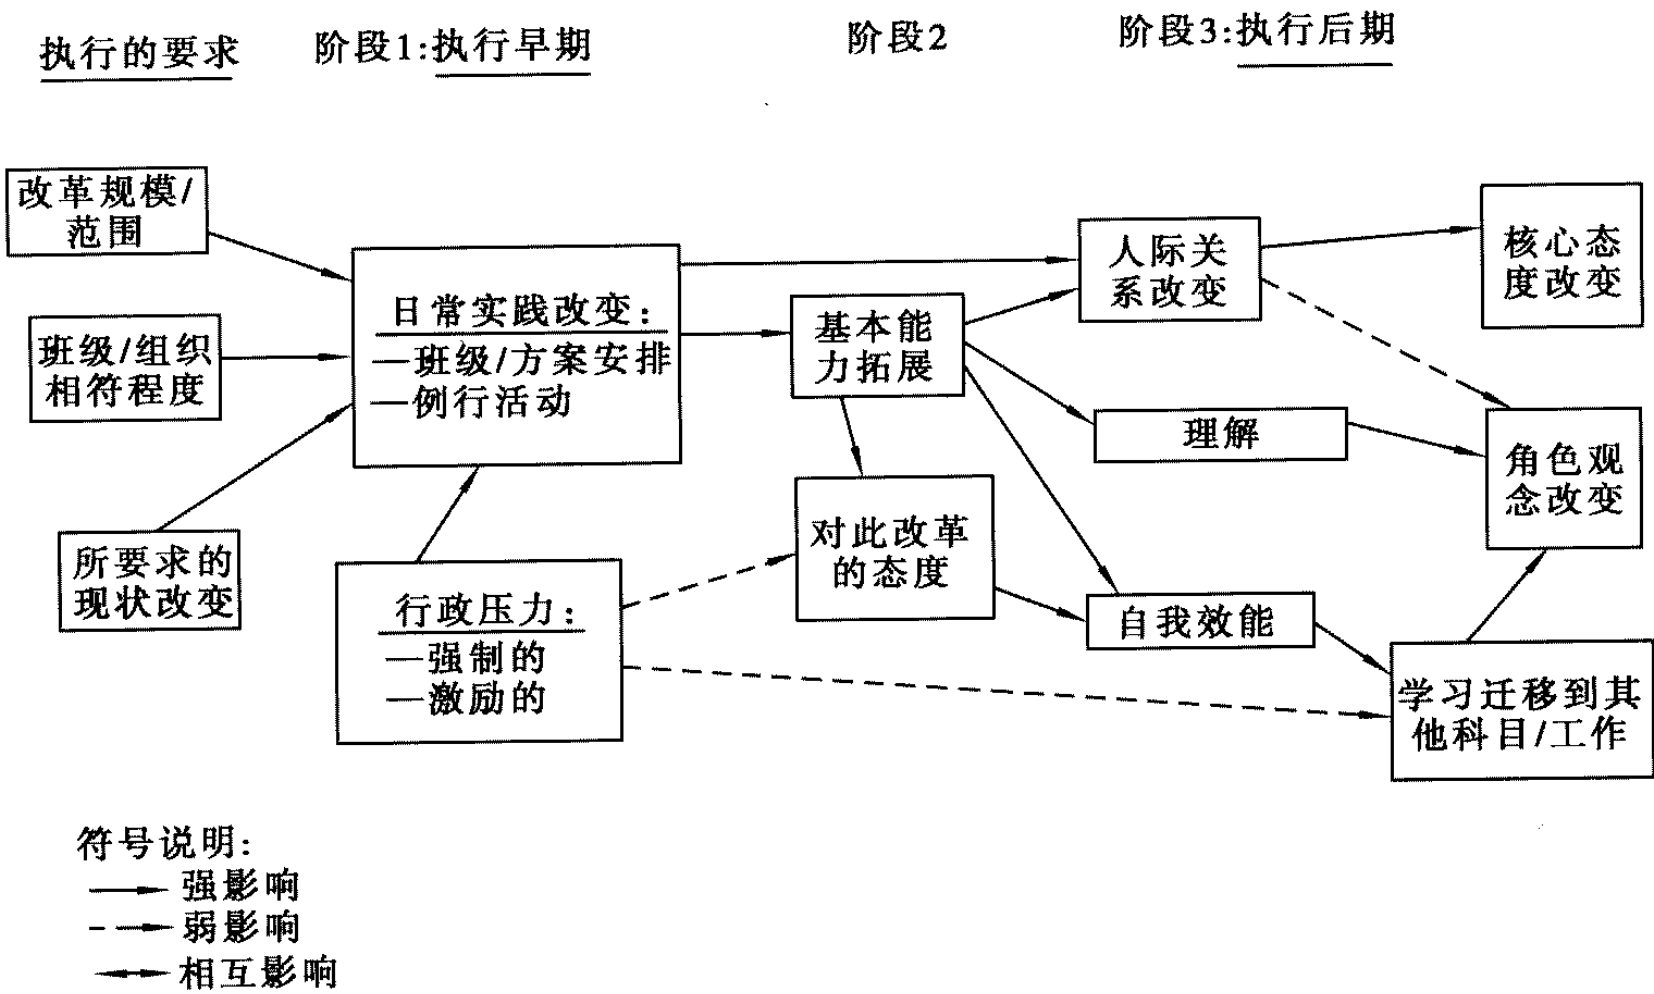 执行的要求
阶段1:执行早期
阶段2
阶段3:执行后期
改革规模/
范围
班级/组织
相符程度
所要求的
现状改变
日常实践改变:
—班级/方案安排
—例行活动
行政压力:
—强制的
—激励的
基本能
力拓展
对此改革
的态度
人际关
系改变
理解
自我效能
核心态
度改变
角色观
念改变
学习迁移到其
他科目/工作
符号说明:
强影响
弱影响
相互影响